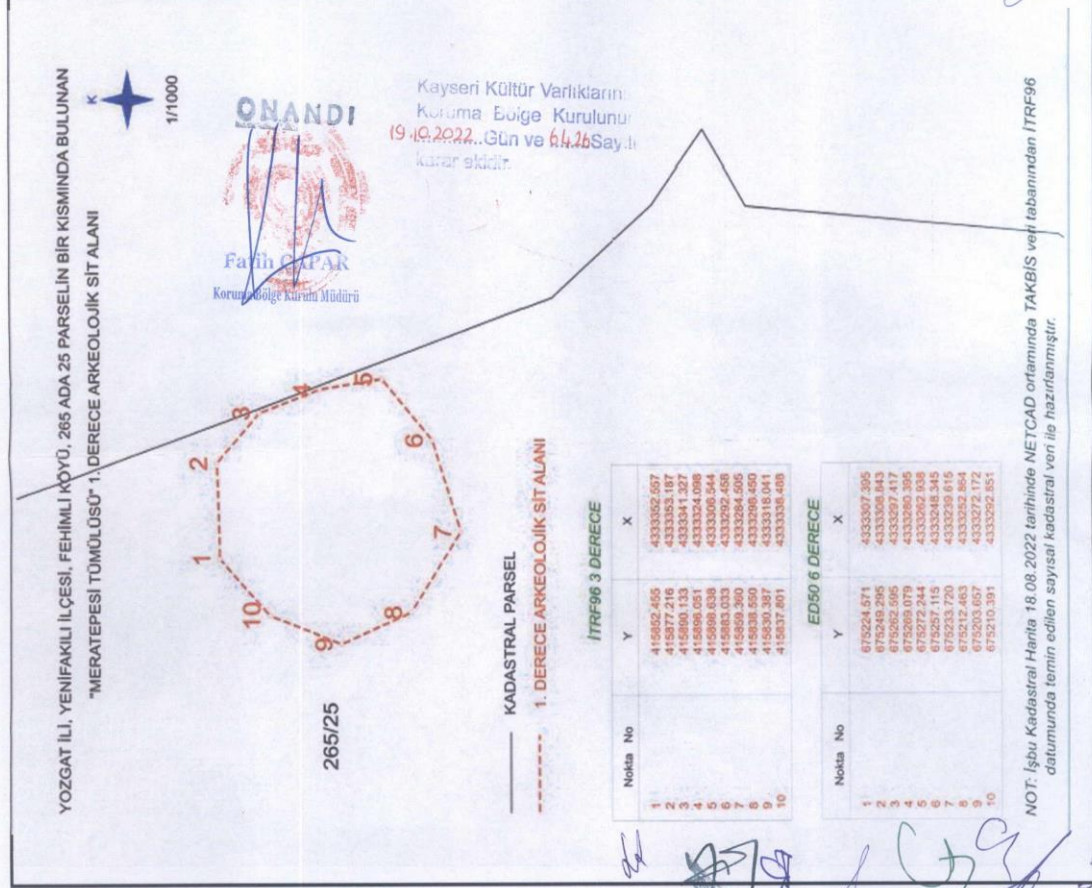 YOZGAT İLİ, YENİFAKILI İLÇESİ, FEHİMLİ KÖYÜ, 265 ADA 25 PARSELİN BİR KISMINDA BULUNAN
"MERATEPESİ TÜMÜLÜSÜ" 1.DERECE ARKEOLOJİK SİT ALANI
K
1/1000
ONANDI
Fatih ÇAPAR
Koruma Bölge Kurulu Müdürü
Kayseri Kültür Varlıklarını
Koruma Bölge Kurulunun
19.10.2022..Gün ve 6426 Sayılı
karar ekidir.
1
2
3
4
5
6
7
8
9
10
265/25
KADASTRAL PARSEL
1. DERECE ARKEOLOJİK SİT ALANI
ITRF96 3 DERECE
Nokta No Y X
1 415852.455 4333352.557
2 415877.216 4333353.187
3 415890.133 4333341.327
4 415896.051 4333324.098
5 415898.638 4333306.544
6 415883.033 4333292.458
7 415859.360 4333284.505
8 415838.550 4333298.450
9 415830.387 4333318.041
10 415837.801 4333338.488
ED50 6 DERECE
Nokta No Y X
1 675224.571 4333307.395
2 675249.295 4333308.843
3 675262.595 4333297.417
4 675269.079 4333280.395
5 675272.244 4333262.938
6 675257.115 4333248.345
7 675233.720 4333239.615
8 675212.463 4333252.864
9 675203.657 4333272.172
10 675210.391 4333292.851
NOT: İşbu Kadastral Harita 18.08.2022 tarihinde NETCAD ortamında TAKBİS veri tabanından İTRF96
datumunda temin edilen sayısal kadastral veri ile hazırlanmıştır.